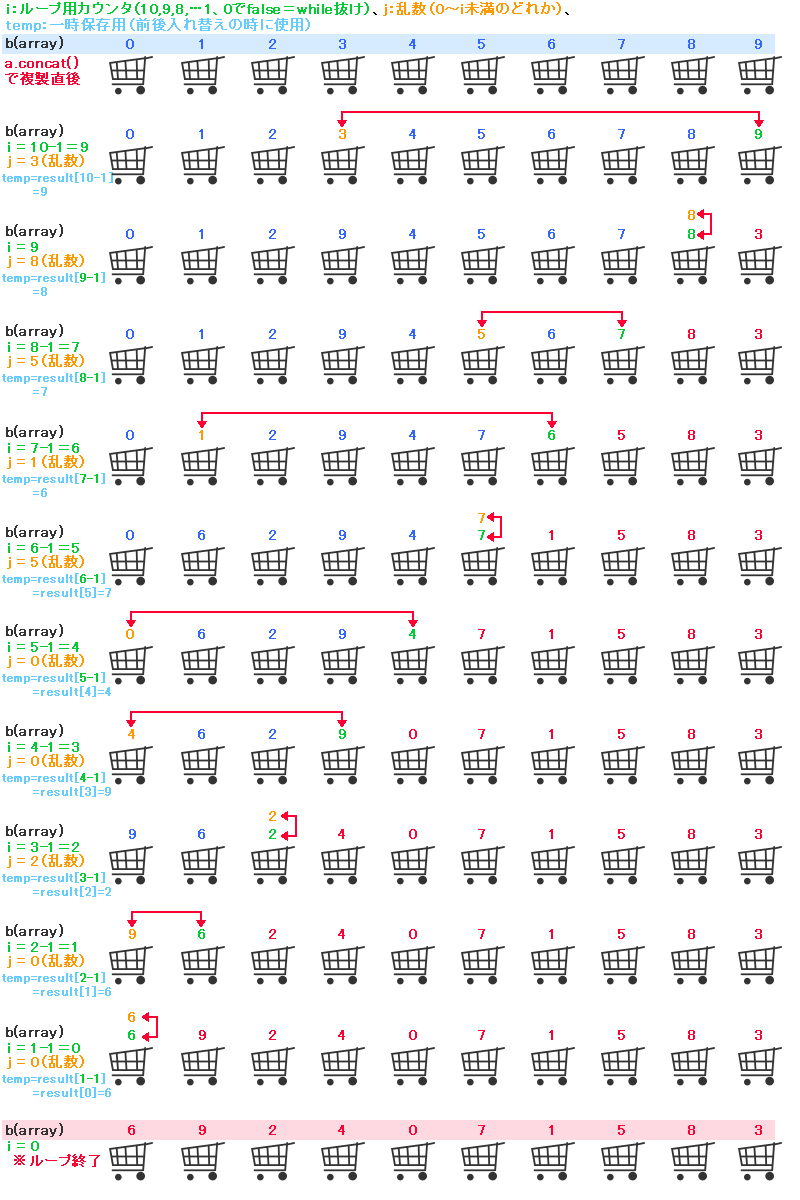 i:ループ用カウンタ(10,9,8,…1、0でfalse=while抜け)、j:乱数(0～i未満のどれか)、
temp:一時保存用(前後入れ替えの時に使用)
b(array) 0 1 2 3 4 5 6 7 8 9
a.concat()
で複製直後
b(array) 0 1 2 3 4 5 6 7 8 9
i = 10-1=9
j = 3(乱数)
temp=result[10-1]
=9
8
b(array) 0 1 2 9 4 5 6 7 8 3
i = 9
j = 8(乱数)
temp=result[9-1]
=8
b(array) 0 1 2 9 4 5 6 7 8 3
i = 8-1=7
j = 5(乱数)
temp=result[8-1]
=7
b(array) 0 1 2 9 4 7 6 5 8 3
i = 7-1=6
j = 1(乱数)
temp=result[7-1]
=6
7
b(array) 0 6 2 9 4 7 1 5 8 3
i = 6-1=5
j = 5(乱数)
temp=result[6-1]
=result[5]=7
b(array) 0 6 2 9 4 7 1 5 8 3
i = 5-1=4
j = 0(乱数)
temp=result[5-1]
=result[4]=4
b(array) 4 6 2 9 0 7 1 5 8 3
i = 4-1=3
j = 0(乱数)
temp=result[4-1]
=result[3]=9
2
b(array) 9 6 2 4 0 7 1 5 8 3
i = 3-1=2
j = 2(乱数)
temp=result[3-1]
=result[2]=2
b(array) 9 6 2 4 0 7 1 5 8 3
i = 2-1=1
j = 0(乱数)
temp=result[2-1]
=result[1]=6
6
b(array) 6 9 2 4 0 7 1 5 8 3
i = 1-1=0
j = 0(乱数)
temp=result[1-1]
=result[0]=6
b(array) 6 9 2 4 0 7 1 5 8 3
i = 0
※ループ終了